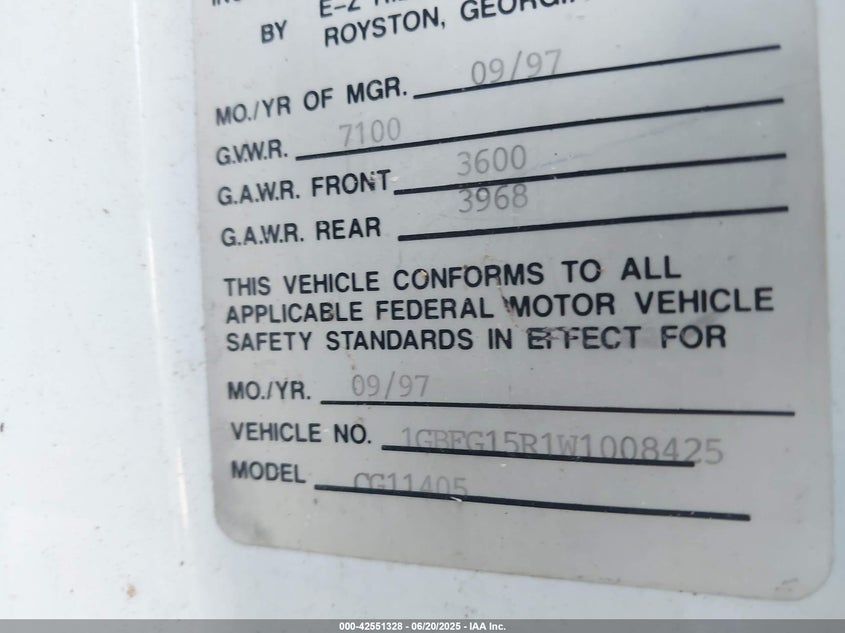 E-Z
BY ROYSTON, GEORGIA
MO./YR OF MGR. 09/97
G.V.W.R. 7100
G.A.W.R. FRONT 3600
G.A.W.R. REAR 3968
THIS VEHICLE CONFORMS TO ALL
APPLICABLE FEDERAL MOTOR VEHICLE
SAFETY STANDARDS IN EFFECT FOR
MO./YR. 09/97
VEHICLE NO. 1GBFG15R1W1008425
MODEL CG11405
000-42551328 - 06/20/2025 - IAA Inc.